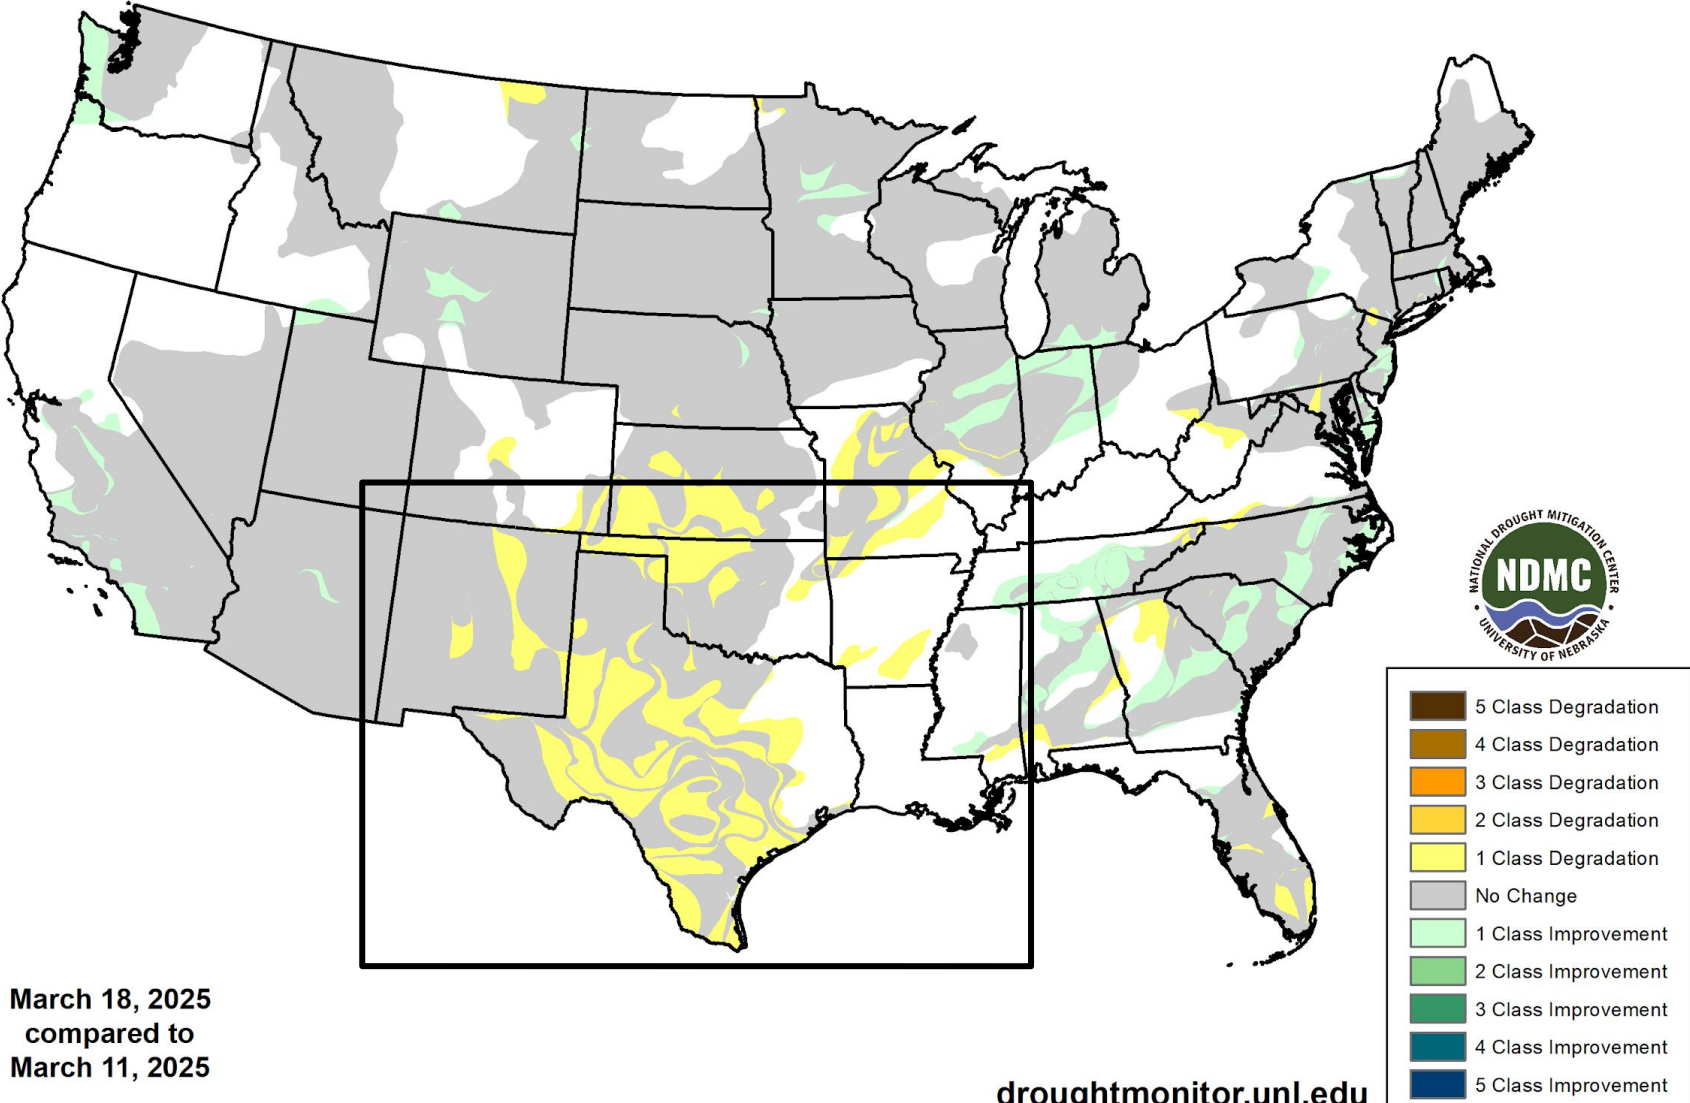 NATIONAL DROUGHT MITIGATION CENTER
NDMC
UNIVERSITY OF NEBRASKA
5 Class Degradation
4 Class Degradation
3 Class Degradation
2 Class Degradation
1 Class Degradation
No Change
1 Class Improvement
2 Class Improvement
3 Class Improvement
4 Class Improvement
5 Class Improvement
March 18, 2025
compared to
March 11, 2025
droughtmonitor.unl.edu